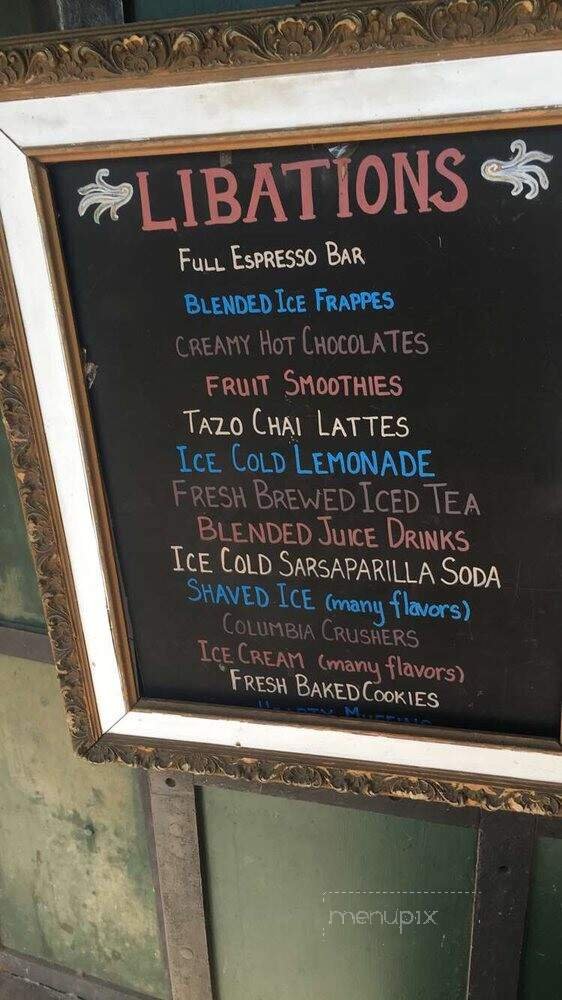 LIBATIONS
FULL ESPRESSO BAR
BLENDED ICE FRAPPES
CREAMY HOT CHOCOLATES
FRUIT SMOOTHIES
TAZO CHAI LATTES
ICE COLD LEMONADE
FRESH BREWED ICED TEA
BLENDED JUICE DRINKS
ICE COLD SARSAPARILLA SODA
SHAVED ICE (many flavors)
COLUMBIA CRUSHERS
ICE CREAM (many flavors)
FRESH BAKED COOKIES
MUFFINS
menupix